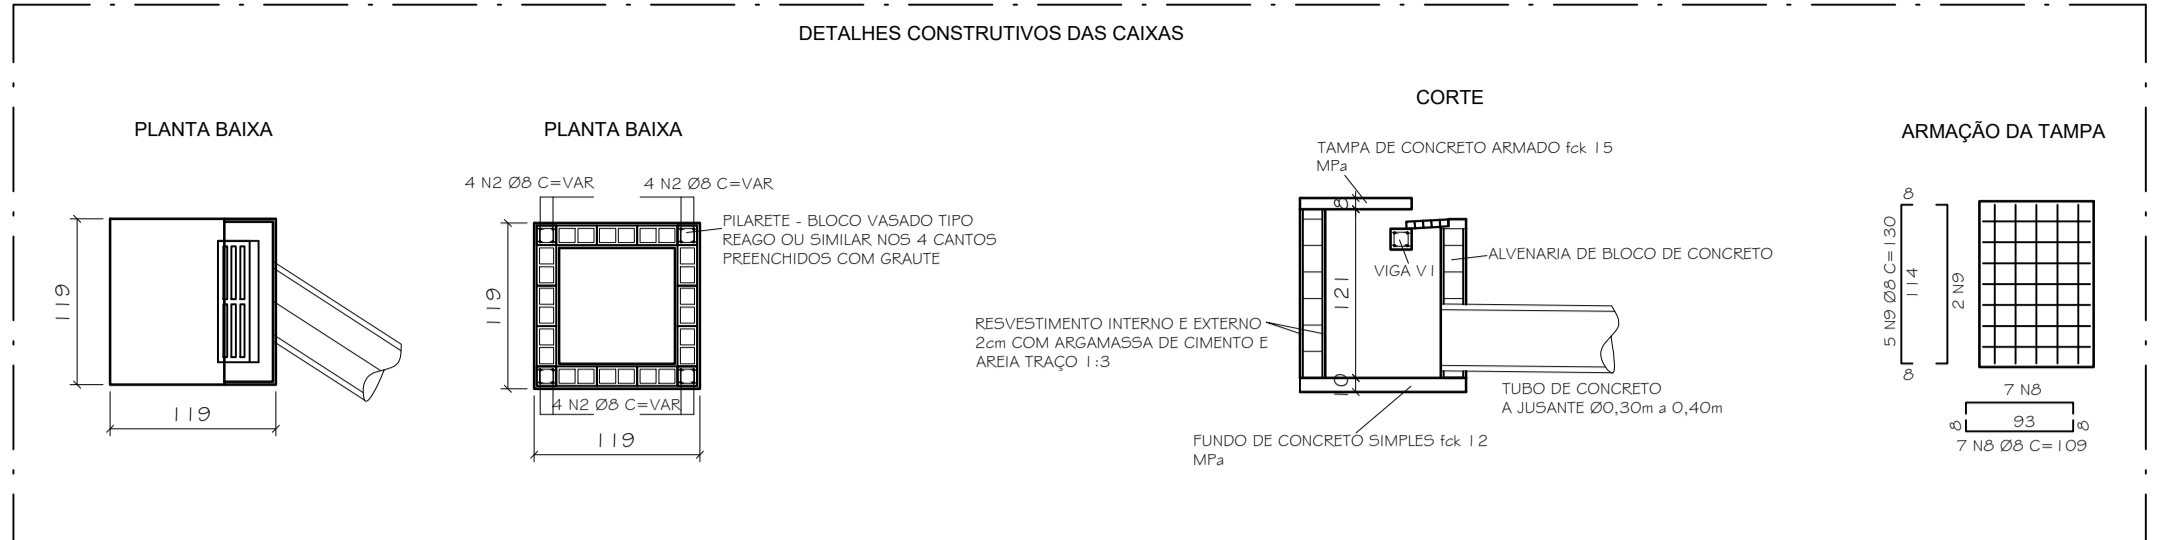 DETALHES CONSTRUTIVOS DAS CAIXAS
PLANTA BAIXA
119
119
PLANTA BAIXA
4 N2 Ø8 C=VAR
4 N2 Ø8 C=VAR
PILARETE - BLOCO VASADO TIPO
REAGO OU SIMILAR NOS 4 CANTOS
PREENCHIDOS COM GRAUTE
119
4 N2 Ø8 C=VAR
119
CORTE
TAMPA DE CONCRETO ARMADO fck 15
MPa
8
121
10
VIGA V1
ALVENARIA DE BLOCO DE CONCRETO
RESVESTIMENTO INTERNO E EXTERNO
2cm COM ARGAMASSA DE CIMENTO E
AREIA TRAÇO 1:3
TUBO DE CONCRETO
A JUSANTE Ø0,30m a 0,40m
FUNDO DE CONCRETO SIMPLES fck 12
MPa
ARMAÇÃO DA TAMPA
8
5 N9 Ø8 C=130
114
2 N9
8
7 N8
8
93
8
7 N8 Ø8 C=109